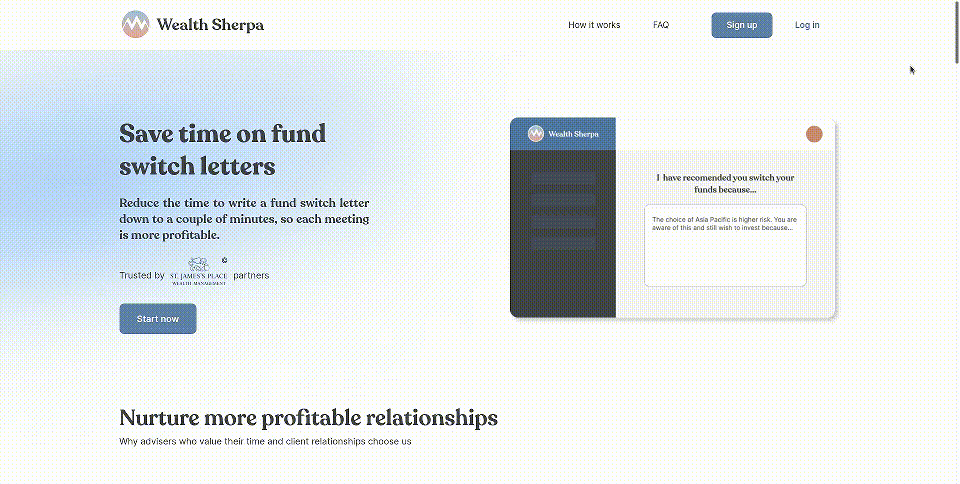 Wealth Sherpa
How it works
FAQ
Sign up
Log in
Save time on fund
switch letters
Reduce the time to write a fund switch letter
down to a couple of minutes, so each meeting
is more profitable.
Trusted by
ST. JAMES'S PLACE
WEALTH MANAGEMENT
©
partners
Start now
Wealth Sherpa
I have recomended you switch your
funds because...
The choice of Asia Pacific is higher risk. You are
aware of this and still wish to invest because...
Nurture more profitable relationships
Why advisers who value their time and client relationships choose us